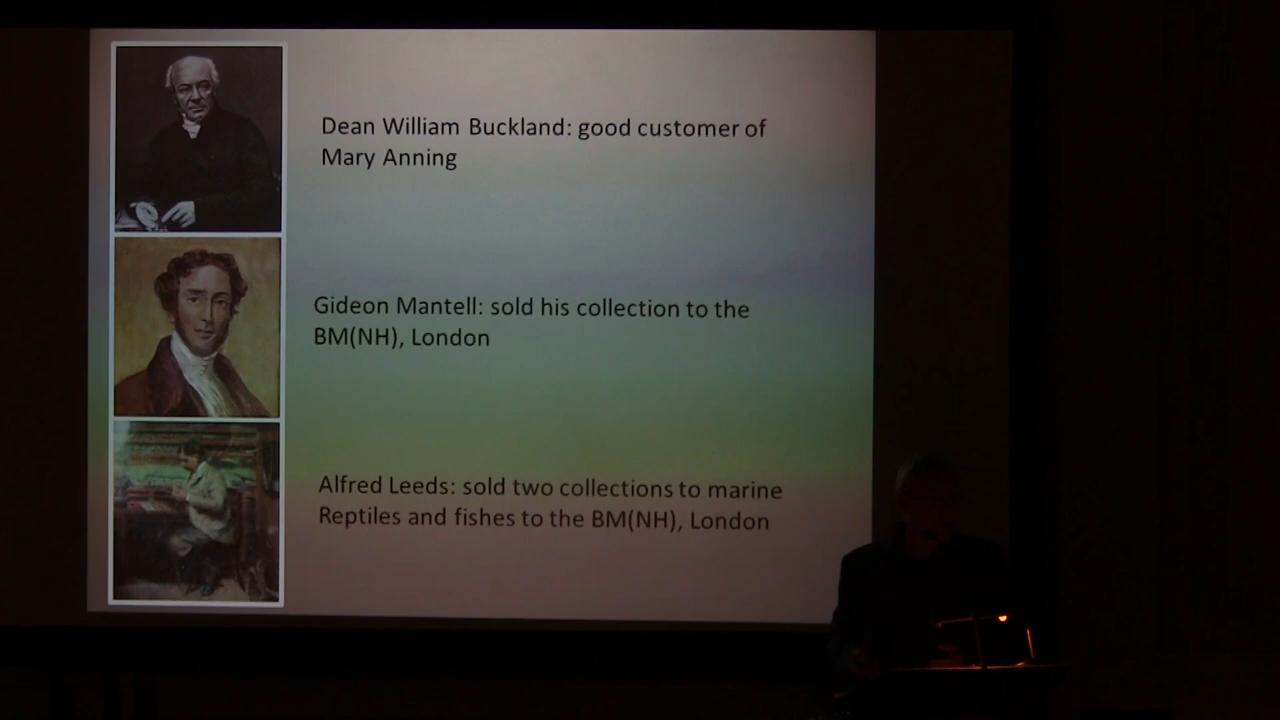 Dean William Buckland: good customer of
Mary Anning
Gideon Mantell: sold his collection to the
BM(NH), London
Alfred Leeds: sold two collections to marine
Reptiles and fishes to the BM(NH), London